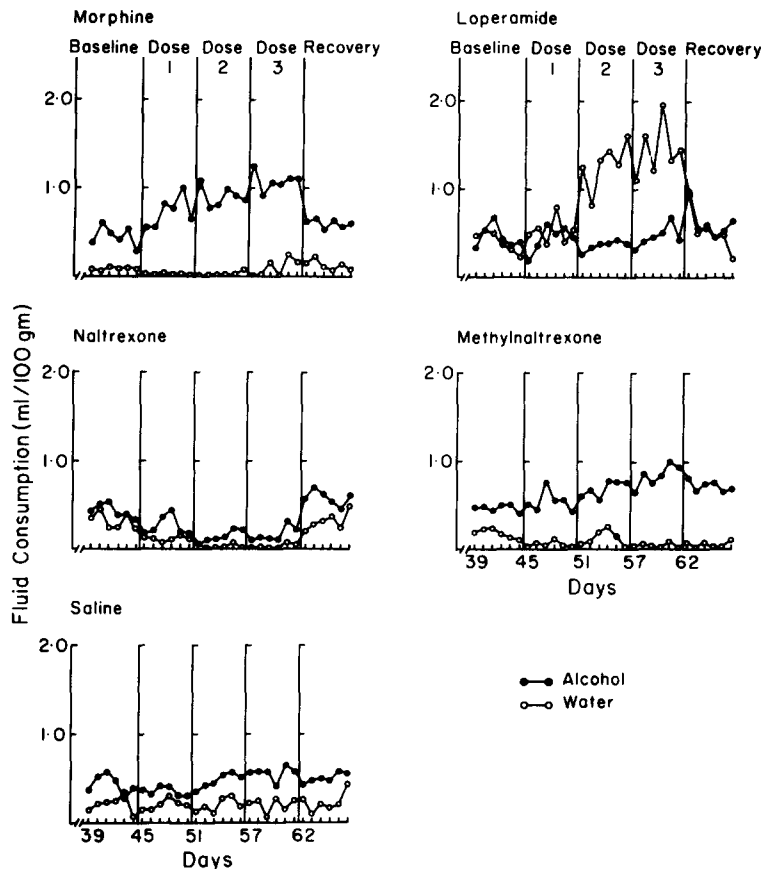 Morphine
Baseline Dose Dose Dose Recovery
1 2 3
2.0
1.0
Loperamide
Baseline Dose Dose Dose Recovery
1 2 3
2.0
1.0
Fluid Consumption (ml/100 gm)
Naltrexone
2.0
1.0
Methylnaltrexone
2.0
1.0
39 45 51 57 62
Days
Saline
2.0
1.0
39 45 51 57 62
Days
Alcohol
Water